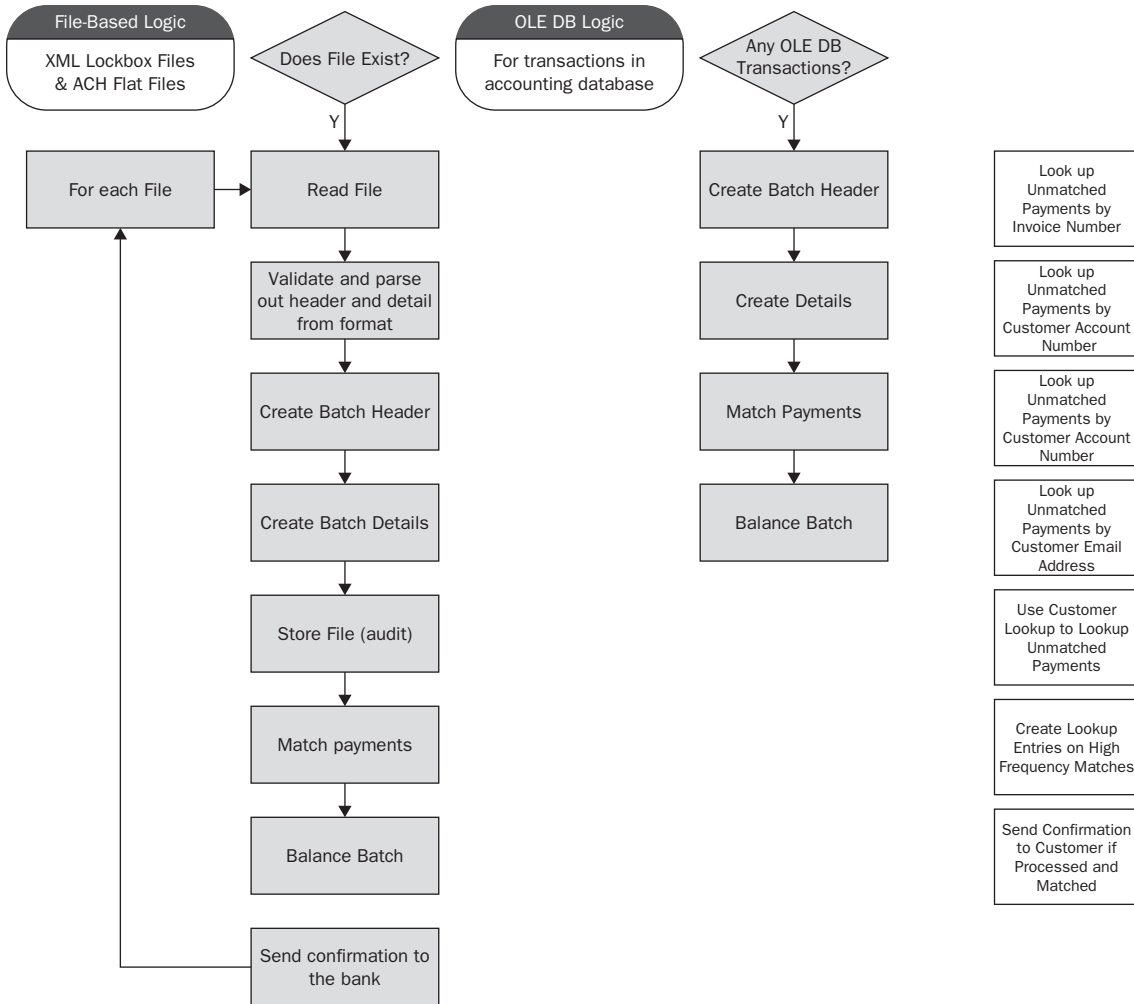 File-Based Logic
XML Lockbox Files
& ACH Flat Files
Does File Exist?
Y
For each File
Read File
Validate and parse
out header and detail
from format
Create Batch Header
Create Batch Details
Store File (audit)
Match payments
Balance Batch
Send confirmation to
the bank
OLE DB Logic
For transactions in
accounting database
Any OLE DB
Transactions?
Y
Create Batch Header
Create Details
Match Payments
Balance Batch
Look up
Unmatched
Payments by
Invoice Number
Look up
Unmatched
Payments by
Customer Account
Number
Look up
Unmatched
Payments by
Customer Account
Number
Look up
Unmatched
Payments by
Customer Email
Address
Use Customer
Lookup to Lookup
Unmatched
Payments
Create Lookup
Entries on High
Frequency Matches
Send Confirmation
to Customer if
Processed and
Matched